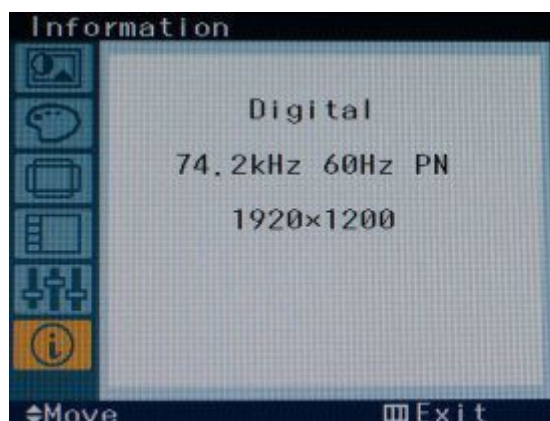 Information
Digital
74.2kHz 60Hz PN
1920×1200
Move
Exit